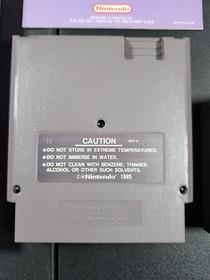 Nintendo
CAUTION
• DO NOT STORE IN EXTREME TEMPERATURES.
• DO NOT IMMERSE IN WATER.
• DO NOT CLEAN WITH BENZENE, THINNER,
ALCOHOL OR OTHER SUCH SOLVENTS.
©Nintendo 1985